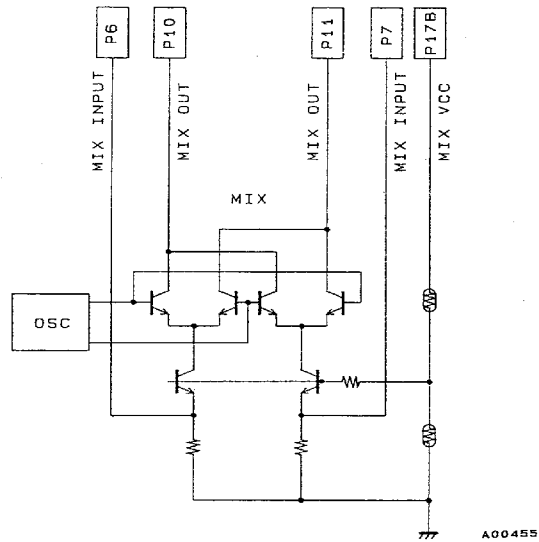 P6
P10
P11
P7
P17B
MIX INPUT
MIX OUT
MIX OUT
MIX INPUT
MIX VCC
MIX
OSC
A00455